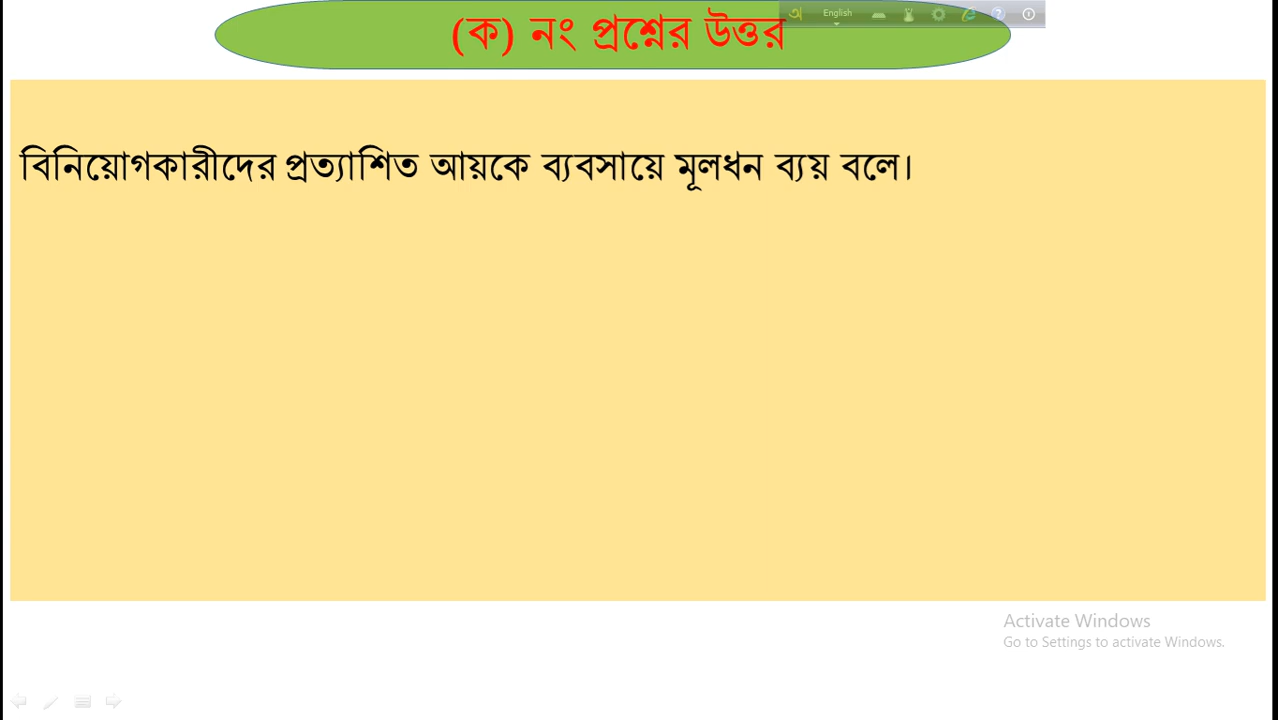 (ক) নং প্রশ্নের উত্তর
অ English
বিনিয়োগকারীদের প্রত্যাশিত আয়কে ব্যবসায়ে মূলধন ব্যয় বলে।
Activate Windows
Go to Settings to activate Windows.